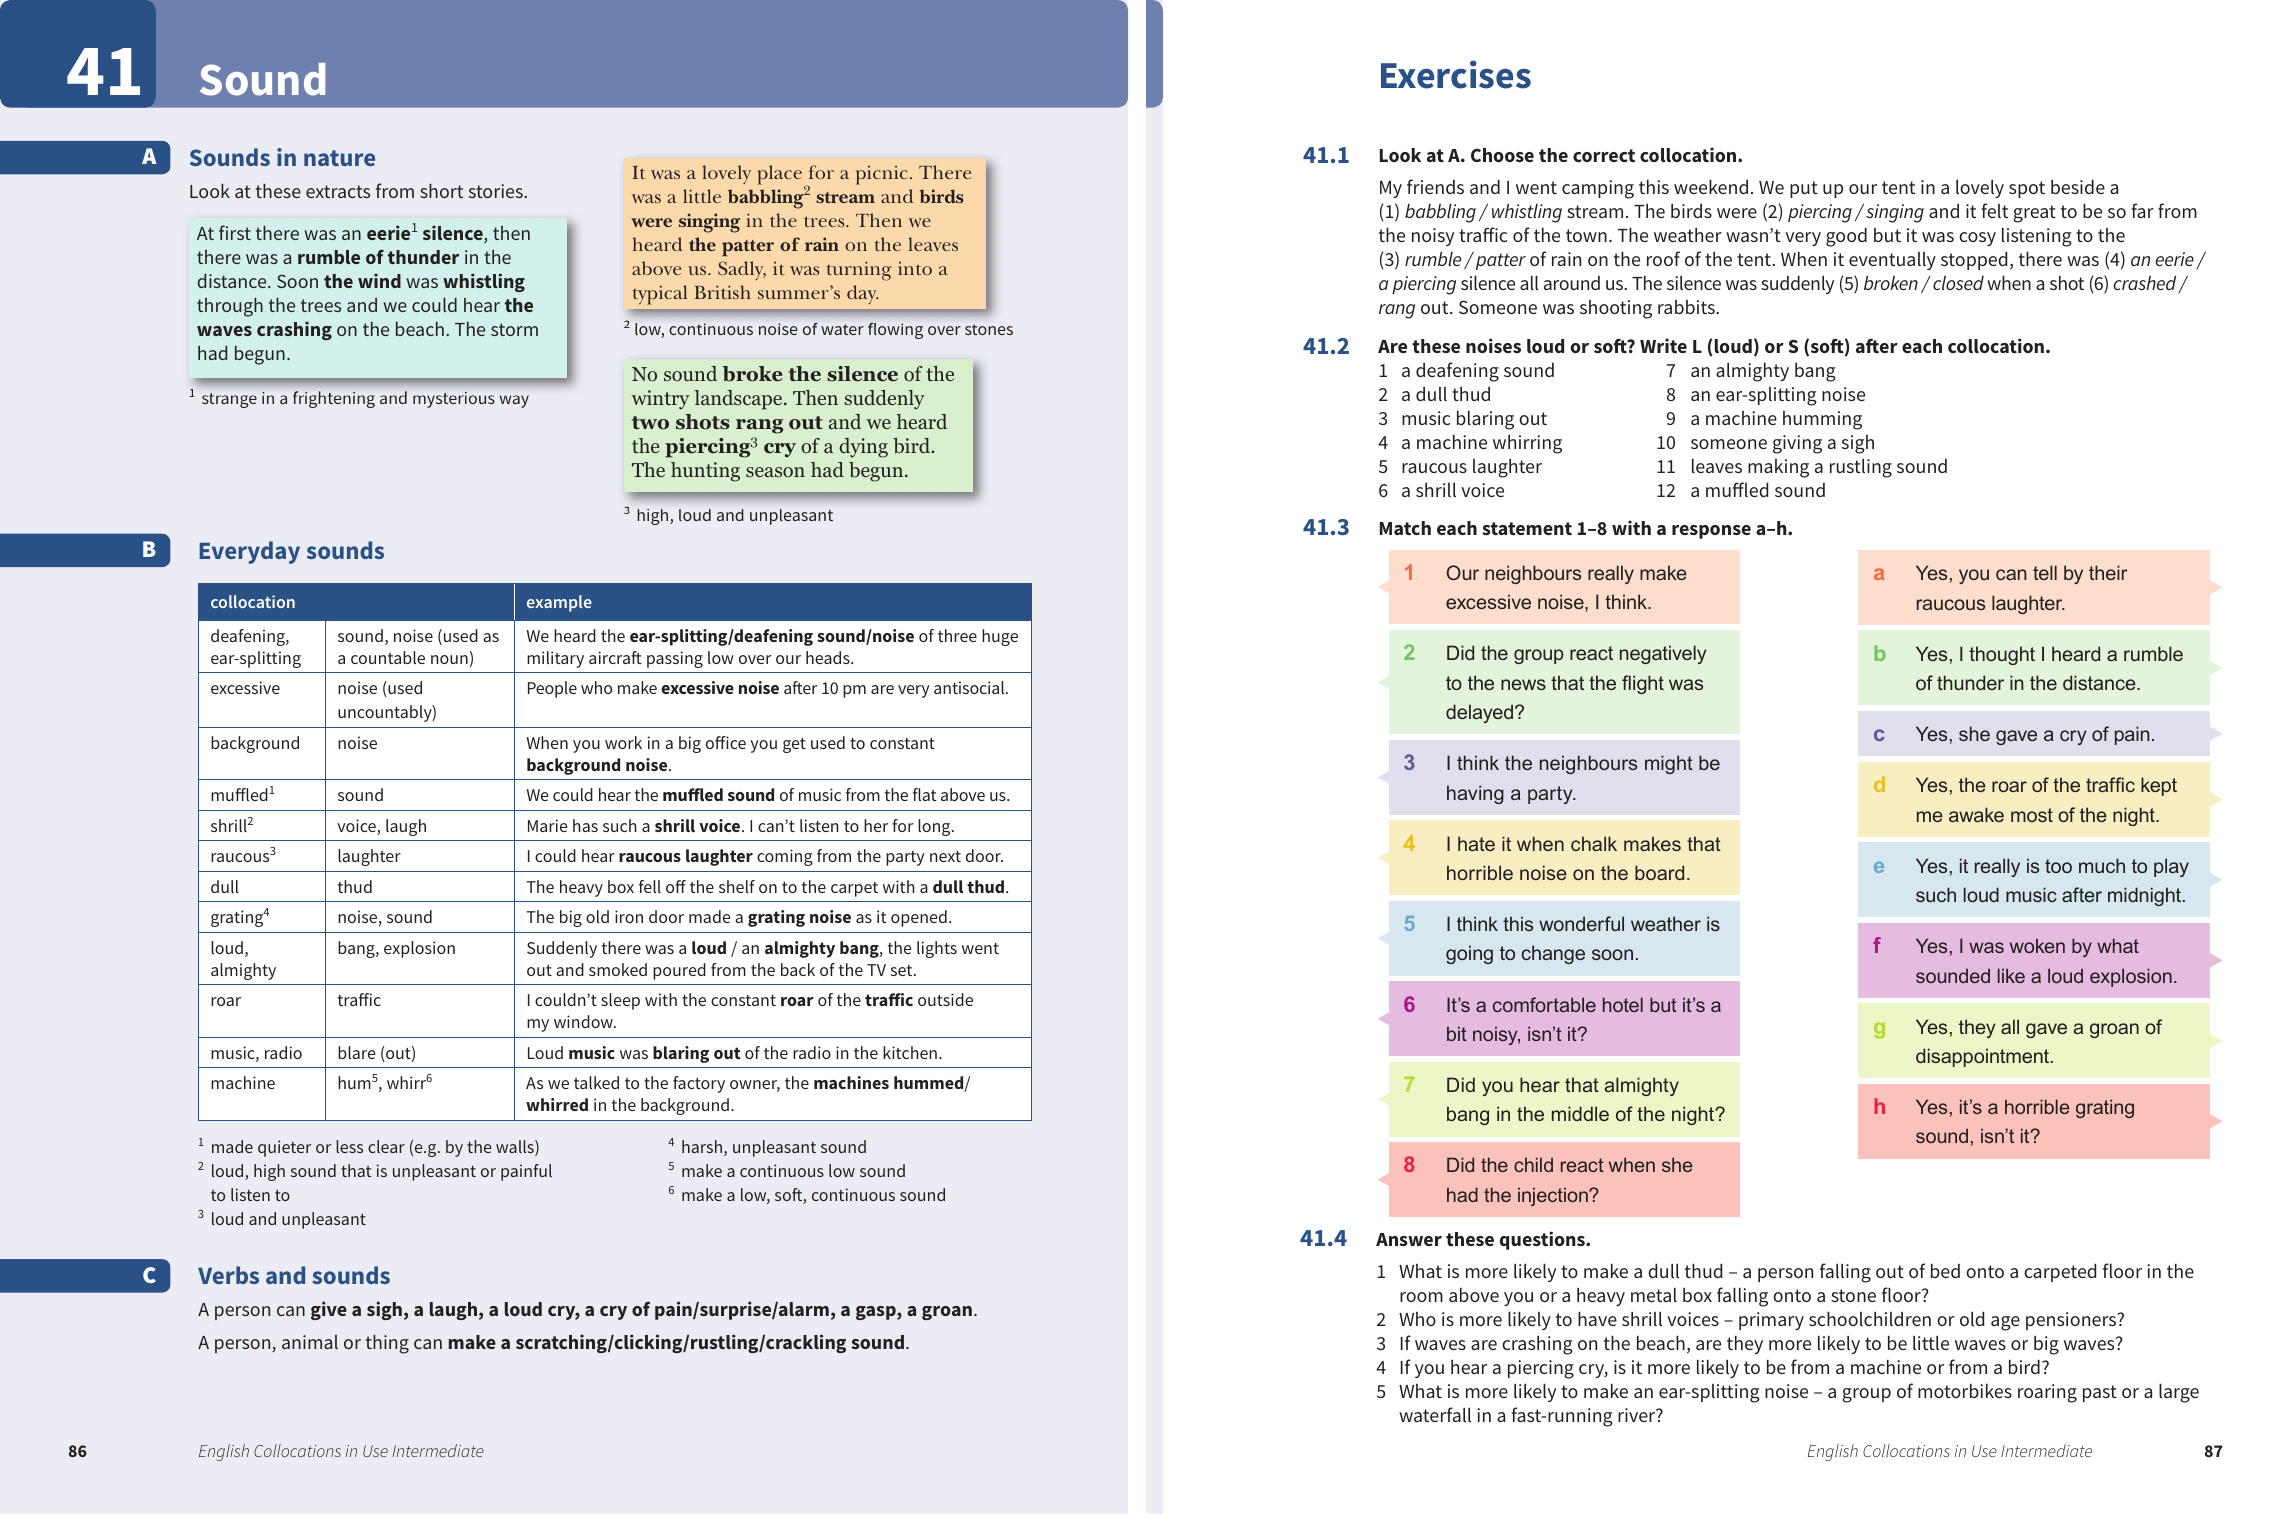 41
Sound
A
Sounds in nature
Look at these extracts from short stories.
At first there was an eerie1 silence, then
there was a rumble of thunder in the
distance. Soon the wind was whistling
through the trees and we could hear the
waves crashing on the beach. The storm
had begun.
1 strange in a frightening and mysterious way
It was a lovely place for a picnic. There
was a little babbling2 stream and birds
were singing in the trees. Then we
heard the patter of rain on the leaves
above us. Sadly, it was turning into a
typical British summer's day.
2 low, continuous noise of water flowing over stones
No sound broke the silence of the
wintry landscape. Then suddenly
two shots rang out and we heard
the piercing3 cry of a dying bird.
The hunting season had begun.
3 high, loud and unpleasant
B
Everyday sounds
collocation example
deafening, sound, noise (used as We heard the ear-splitting/deafening sound/noise of three huge
ear-splitting a countable noun) military aircraft passing low over our heads.
excessive noise (used People who make excessive noise after 10 pm are very antisocial.
uncountably)
background noise When you work in a big office you get used to constant
background noise.
muffled1 sound We could hear the muffled sound of music from the flat above us.
shrill2 voice, laugh Marie has such a shrill voice. I can't listen to her for long.
raucous3 laughter I could hear raucous laughter coming from the party next door.
dull thud The heavy box fell off the shelf on to the carpet with a dull thud.
grating4 noise, sound The big old iron door made a grating noise as it opened.
loud, bang, explosion Suddenly there was a loud / an almighty bang, the lights went
almighty out and smoked poured from the back of the TV set.
roar traffic I couldn't sleep with the constant roar of the traffic outside
my window.
music, radio blare (out) Loud music was blaring out of the radio in the kitchen.
machine hum5, whirr6 As we talked to the factory owner, the machines hummed/
whirred in the background.
1 made quieter or less clear (e.g. by the walls)
2 loud, high sound that is unpleasant or painful
to listen to
3 loud and unpleasant
4 harsh, unpleasant sound
5 make a continuous low sound
6 make a low, soft, continuous sound
C
Verbs and sounds
A person can give a sigh, a laugh, a loud cry, a cry of pain/surprise/alarm, a gasp, a groan.
A person, animal or thing can make a scratching/clicking/rustling/crackling sound.
86 English Collocations in Use Intermediate
Exercises
41.1 Look at A. Choose the correct collocation.
My friends and I went camping this weekend. We put up our tent in a lovely spot beside a
(1) babbling / whistling stream. The birds were (2) piercing / singing and it felt great to be so far from
the noisy traffic of the town. The weather wasn't very good but it was cosy listening to the
(3) rumble / patter of rain on the roof of the tent. When it eventually stopped, there was (4) an eerie /
a piercing silence all around us. The silence was suddenly (5) broken / closed when a shot (6) crashed /
rang out. Someone was shooting rabbits.
41.2 Are these noises loud or soft? Write L (loud) or S (soft) after each collocation.
1 a deafening sound 7 an almighty bang
2 a dull thud 8 an ear-splitting noise
3 music blaring out 9 a machine humming
4 a machine whirring 10 someone giving a sigh
5 raucous laughter 11 leaves making a rustling sound
6 a shrill voice 12 a muffled sound
41.3 Match each statement 1–8 with a response a–h.
1 Our neighbours really make
excessive noise, I think.
2 Did the group react negatively
to the news that the flight was
delayed?
3 I think the neighbours might be
having a party.
4 I hate it when chalk makes that
horrible noise on the board.
5 I think this wonderful weather is
going to change soon.
6 It's a comfortable hotel but it's a
bit noisy, isn't it?
7 Did you hear that almighty
bang in the middle of the night?
8 Did the child react when she
had the injection?
a Yes, you can tell by their
raucous laughter.
b Yes, I thought I heard a rumble
of thunder in the distance.
c Yes, she gave a cry of pain.
d Yes, the roar of the traffic kept
me awake most of the night.
e Yes, it really is too much to play
such loud music after midnight.
f Yes, I was woken by what
sounded like a loud explosion.
g Yes, they all gave a groan of
disappointment.
h Yes, it's a horrible grating
sound, isn't it?
41.4 Answer these questions.
1 What is more likely to make a dull thud – a person falling out of bed onto a carpeted floor in the
room above you or a heavy metal box falling onto a stone floor?
2 Who is more likely to have shrill voices – primary schoolchildren or old age pensioners?
3 If waves are crashing on the beach, are they more likely to be little waves or big waves?
4 If you hear a piercing cry, is it more likely to be from a machine or from a bird?
5 What is more likely to make an ear-splitting noise – a group of motorbikes roaring past or a large
waterfall in a fast-running river?
English Collocations in Use Intermediate 87